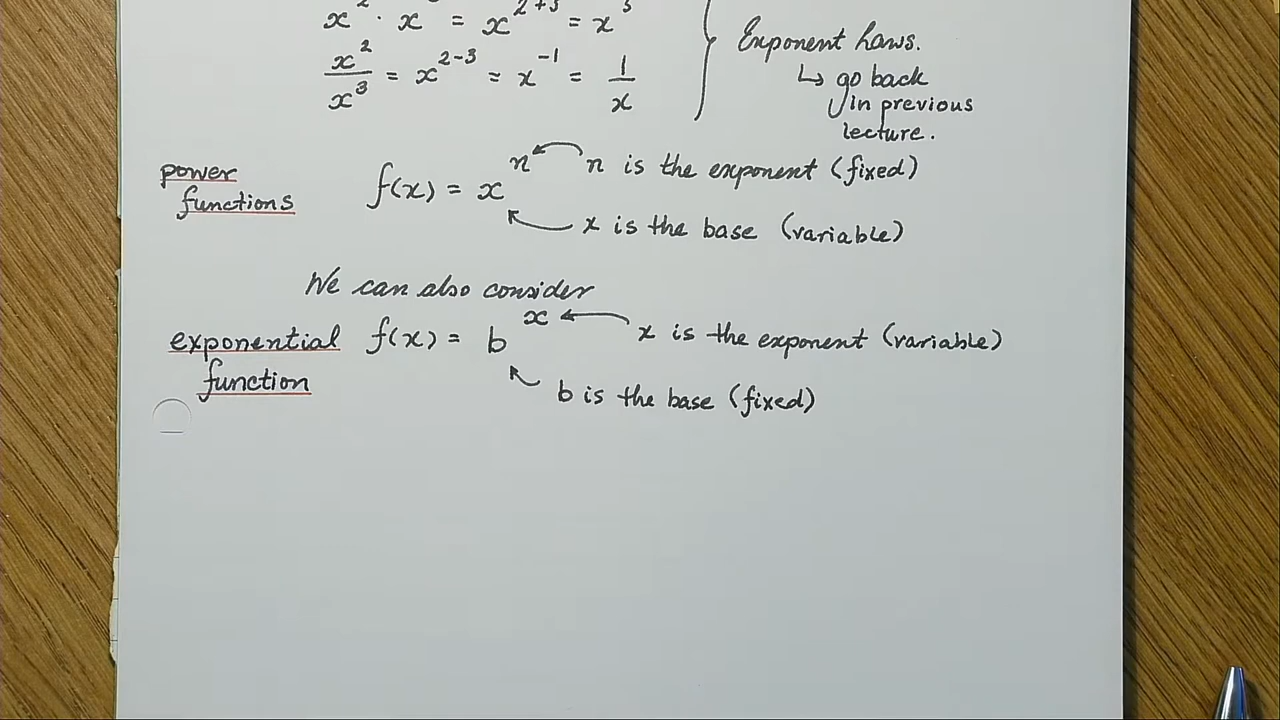 x² · x = x²⁺³ = x⁵
x²/x³ = x²⁻³ = x⁻¹ = 1/x
Exponent Laws.
↳ go back
in previous
lecture.
power
functions
f(x) = xⁿ
n is the exponent (fixed)
x is the base (variable)
We can also consider
exponential
function
f(x) = bˣ
x is the exponent (variable)
b is the base (fixed)